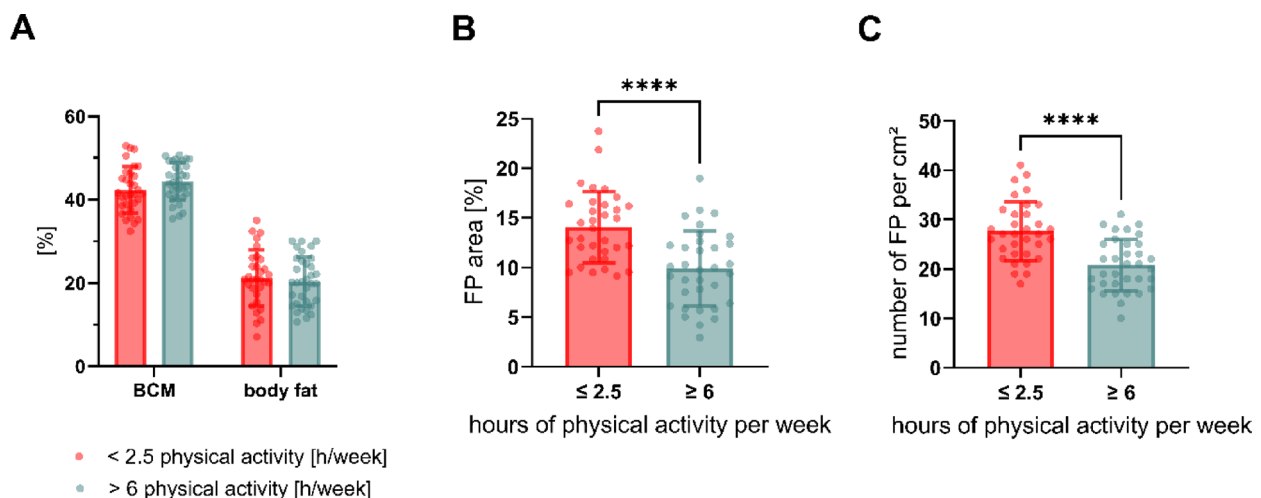 A
[%]
60
40
20
0
BCM body fat
< 2.5 physical activity [h/week]
> 6 physical activity [h/week]
B
****
FP area [%]
25
20
15
10
5
0
≤ 2.5 ≥ 6
hours of physical activity per week
C
****
number of FP per cm²
50
40
30
20
10
0
≤ 2.5 ≥ 6
hours of physical activity per week